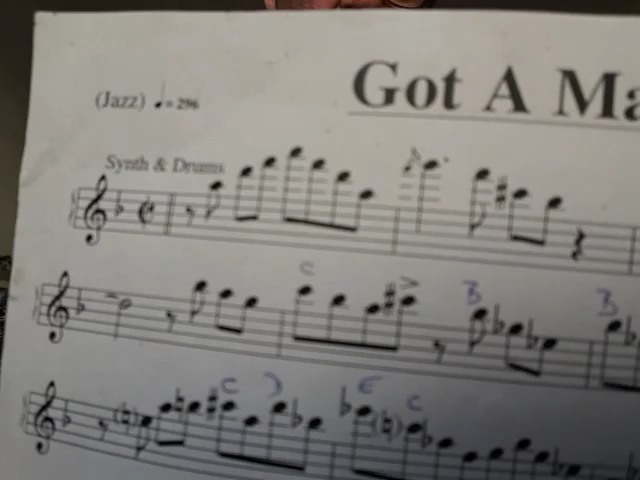 Got A Ma
(Jazz) ♩= 296
Synth & Drums
C
B B
C D E C